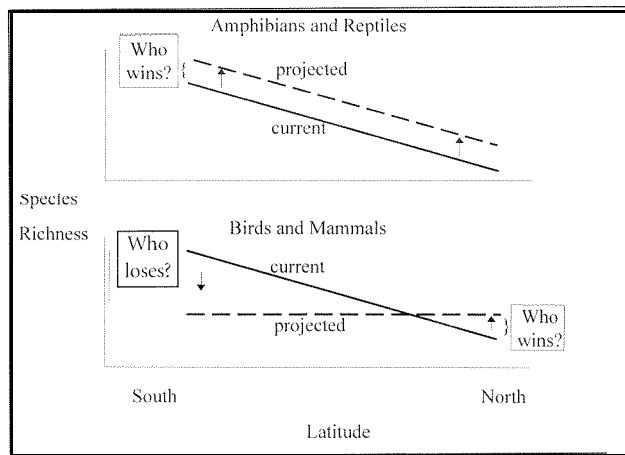 Amphibians and Reptiles
Who
wins?
projected
current
Species
Richness
Birds and Mammals
Who
loses?
current
projected
Who
wins?
South
North
Latitude